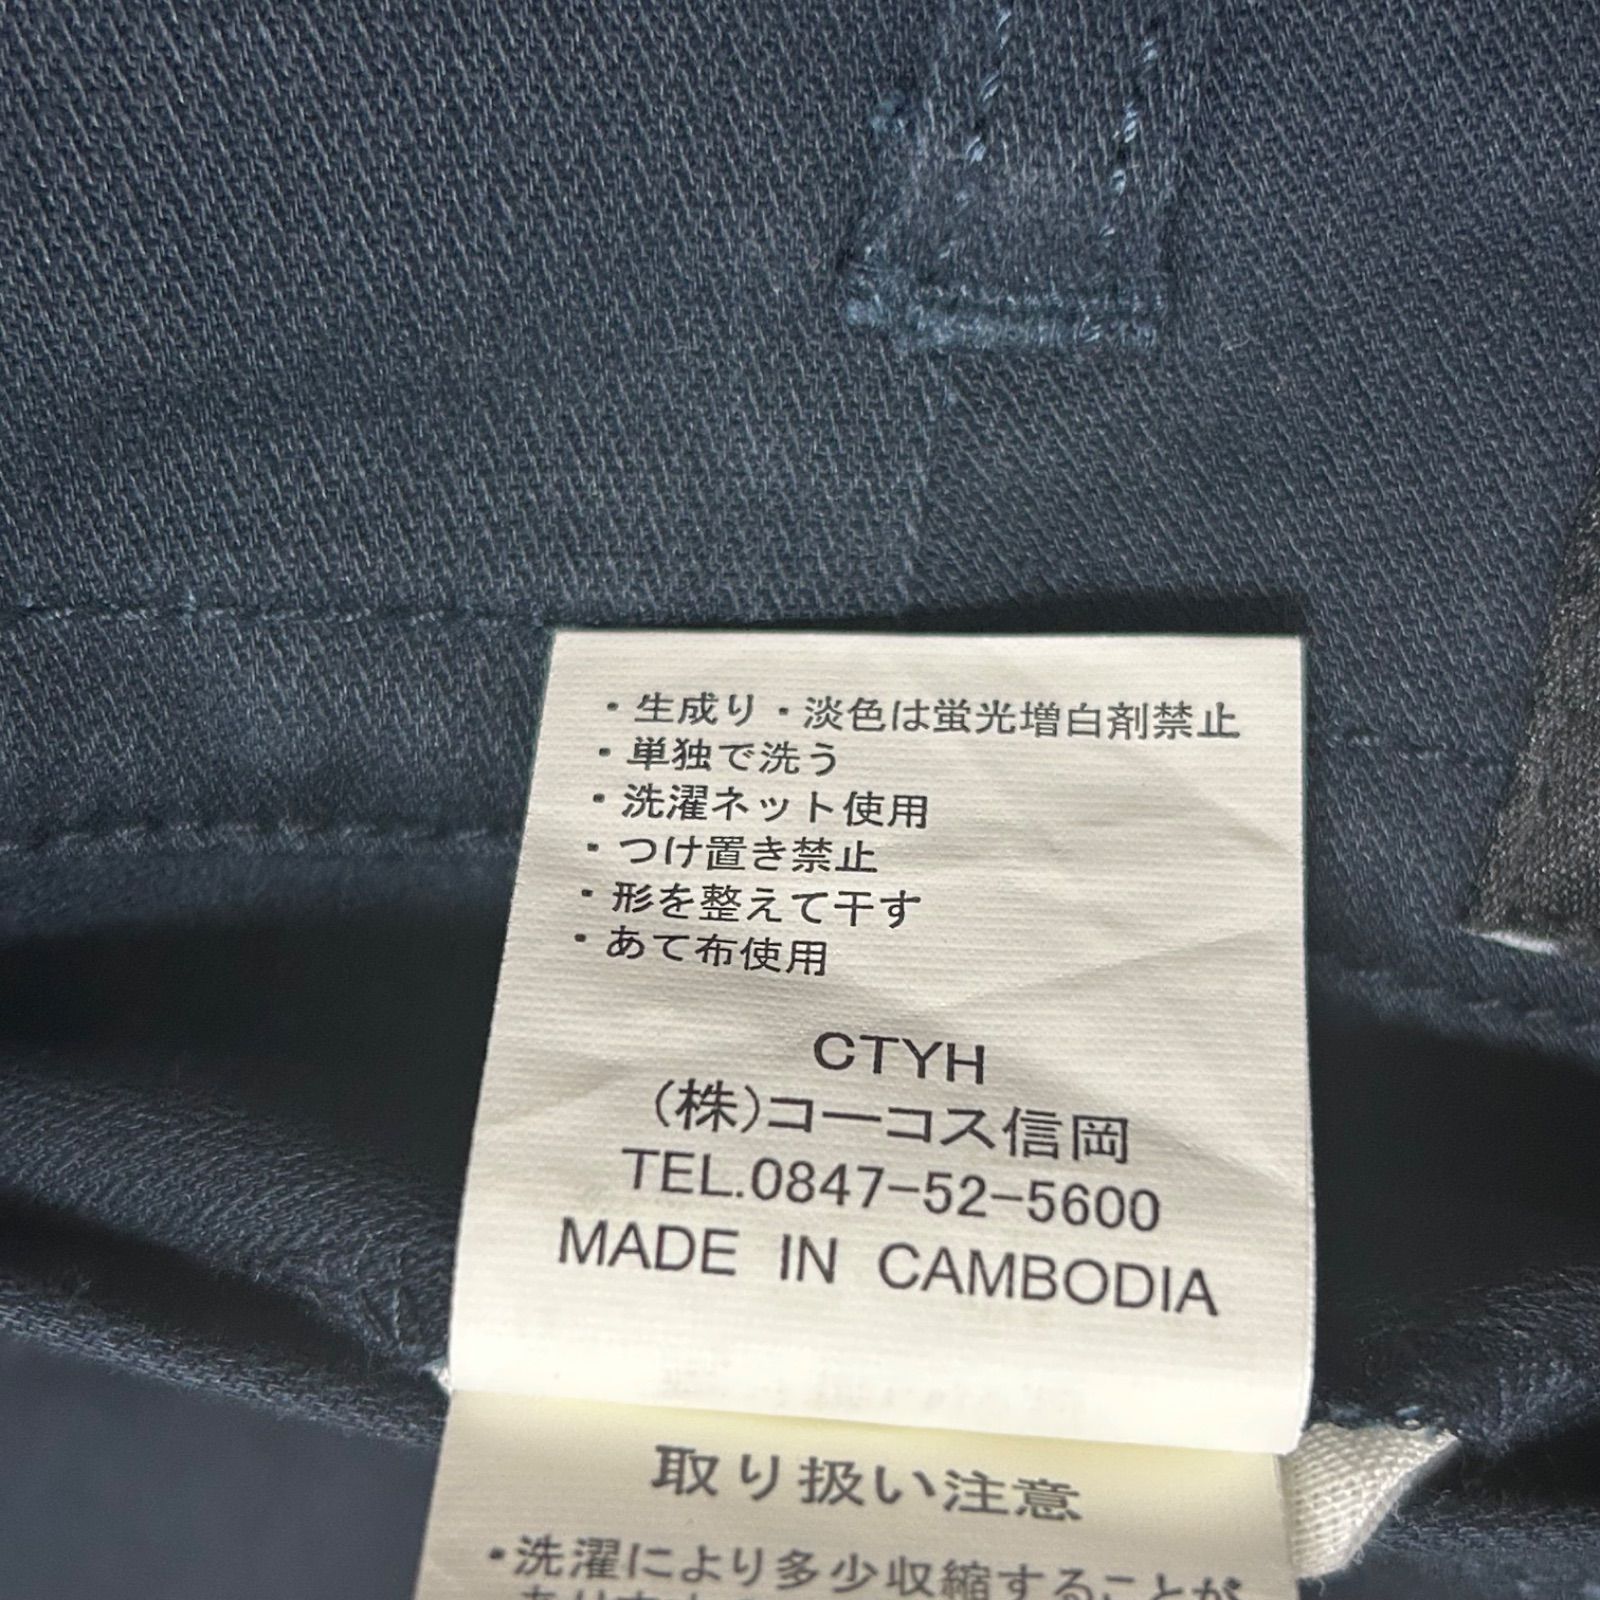 ・生成り・淡色は蛍光増白剤禁止
・単独で洗う
・洗濯ネット使用
・つけ置き禁止
・形を整えて干す
・あて布使用
CTYH
(株)コーコス信岡
TEL.0847-52-5600
MADE IN CAMBODIA
取り扱い注意
・洗濯により多少収縮することが